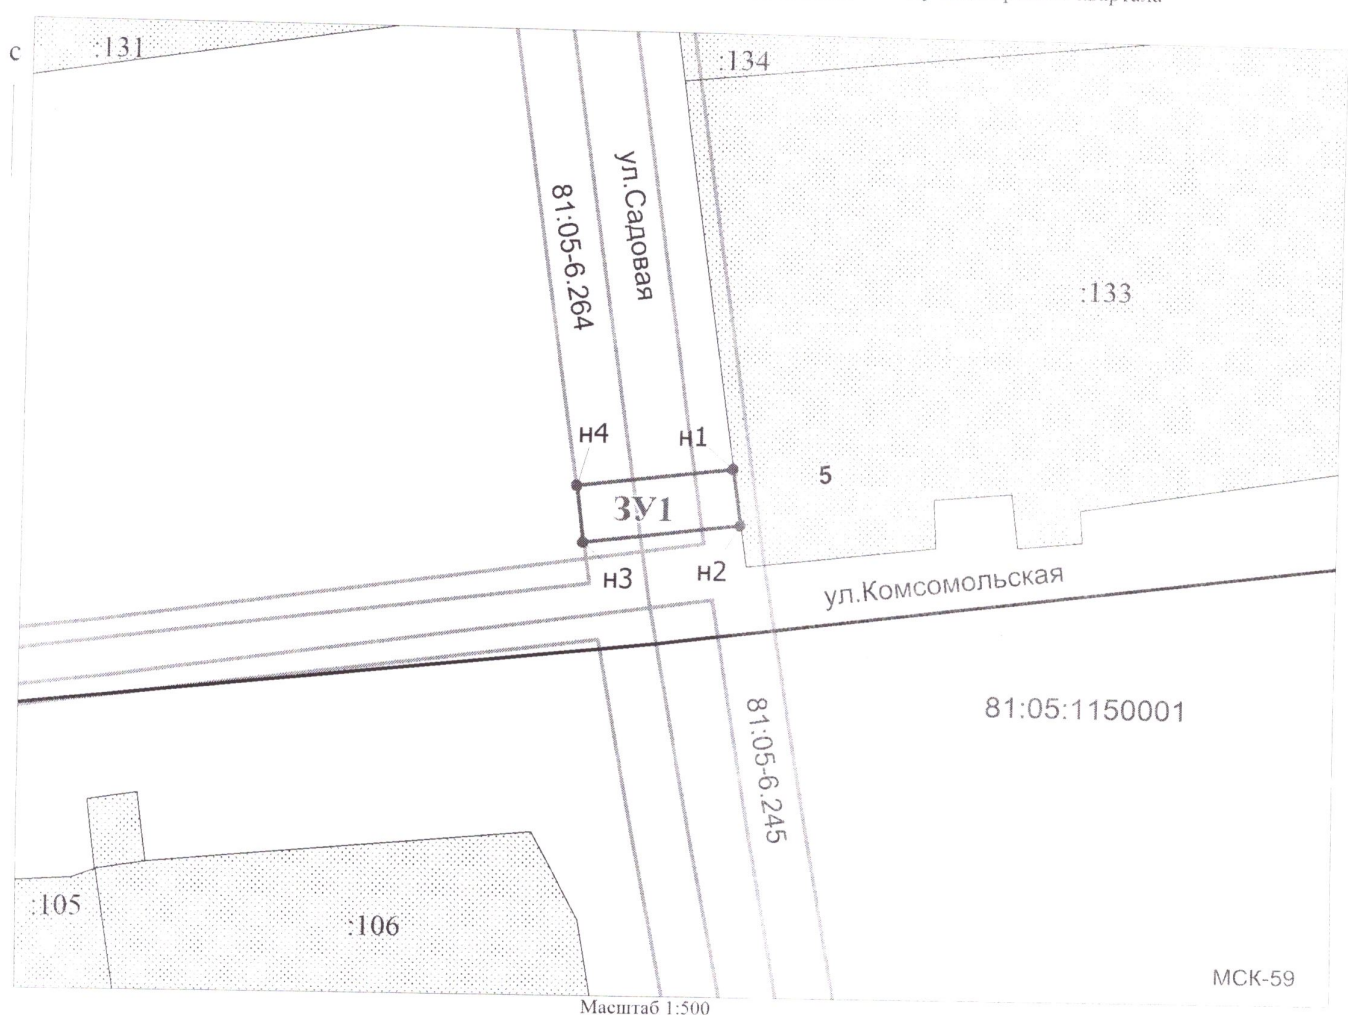 с
:131
:134
ул.Садовая
81:05-6.264
:133
н4
н1
5
ЗУ1
н3
н2
ул.Комсомольская
81:05-6.245
81:05:1150001
:105
:106
МСК-59
Масштаб 1:500